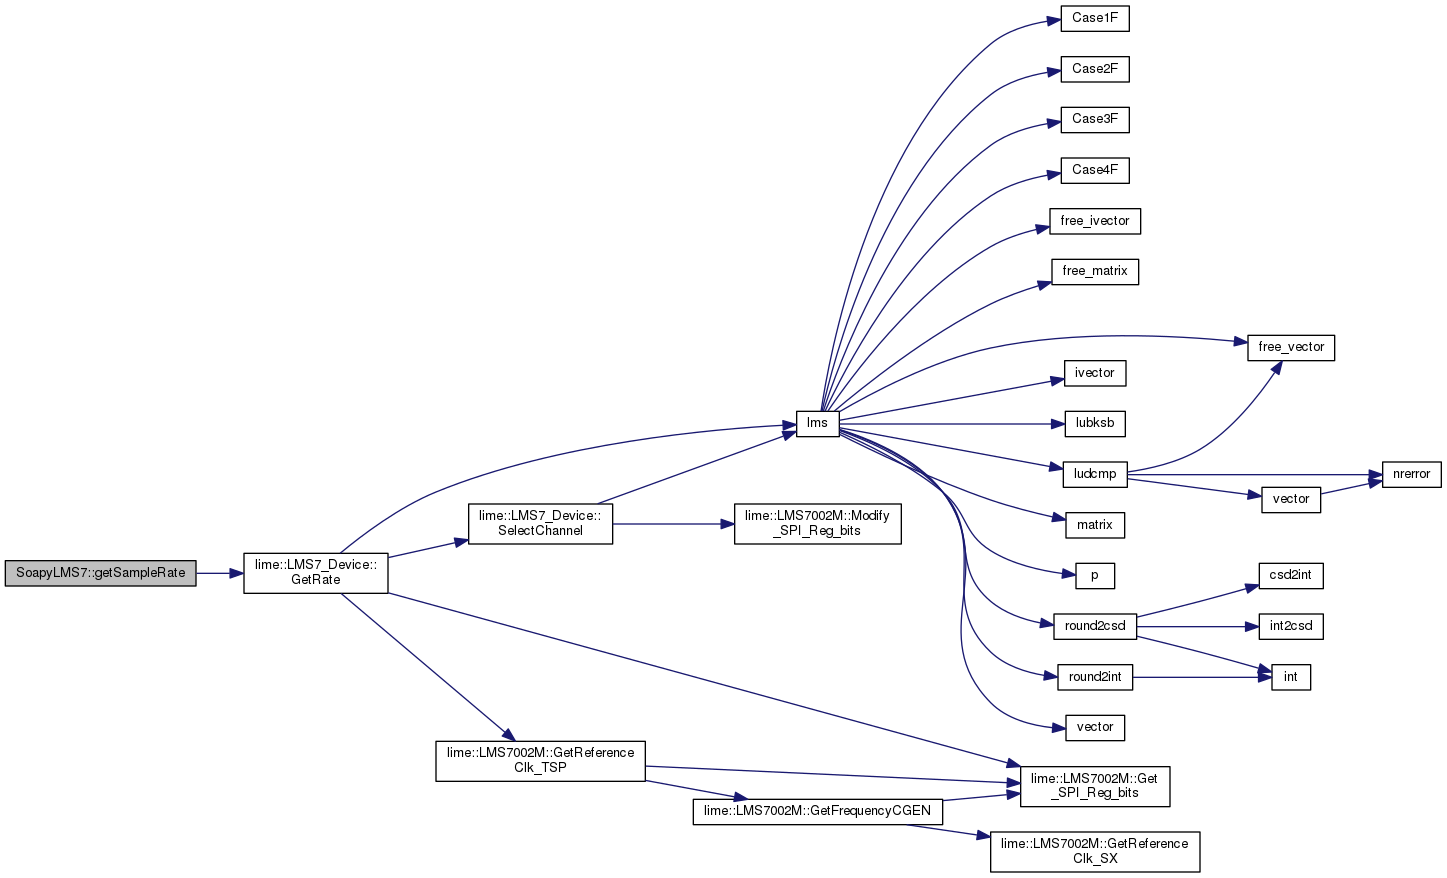 Case1F
Case2F
Case3F
Case4F
free_ivector
free_matrix
free_vector
ivector
lms
lubksb
ludcmp
nrerror
vector
lime::LMS7_Device::
SelectChannel
lime::LMS7002M::Modify
_SPI_Reg_bits
matrix
SoapyLMS7::getSampleRate
lime::LMS7_Device::
GetRate
p
csd2int
round2csd
int2csd
round2int
int
vector
lime::LMS7002M::GetReference
Clk_TSP
lime::LMS7002M::Get
_SPI_Reg_bits
lime::LMS7002M::GetFrequencyCGEN
lime::LMS7002M::GetReference
Clk_SX